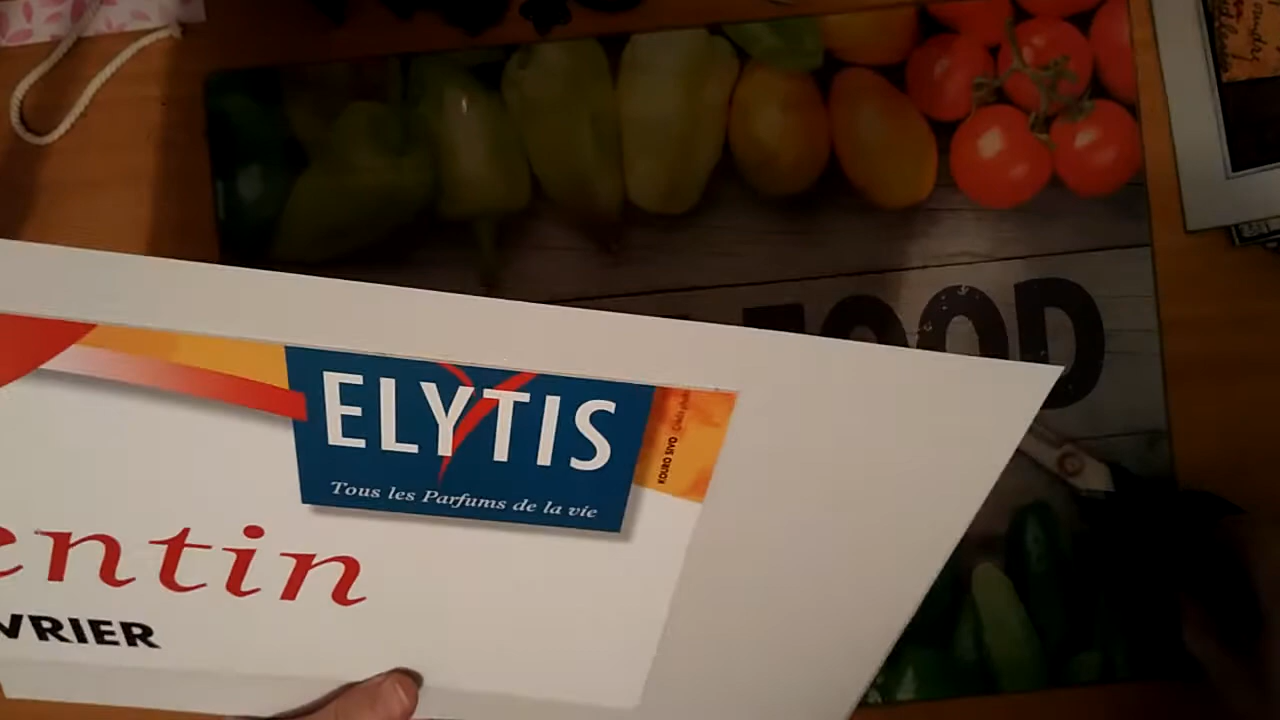 FOOD
ELYTIS
Tous les Parfums de la vie
KOURO SIVO
entin
VRIER